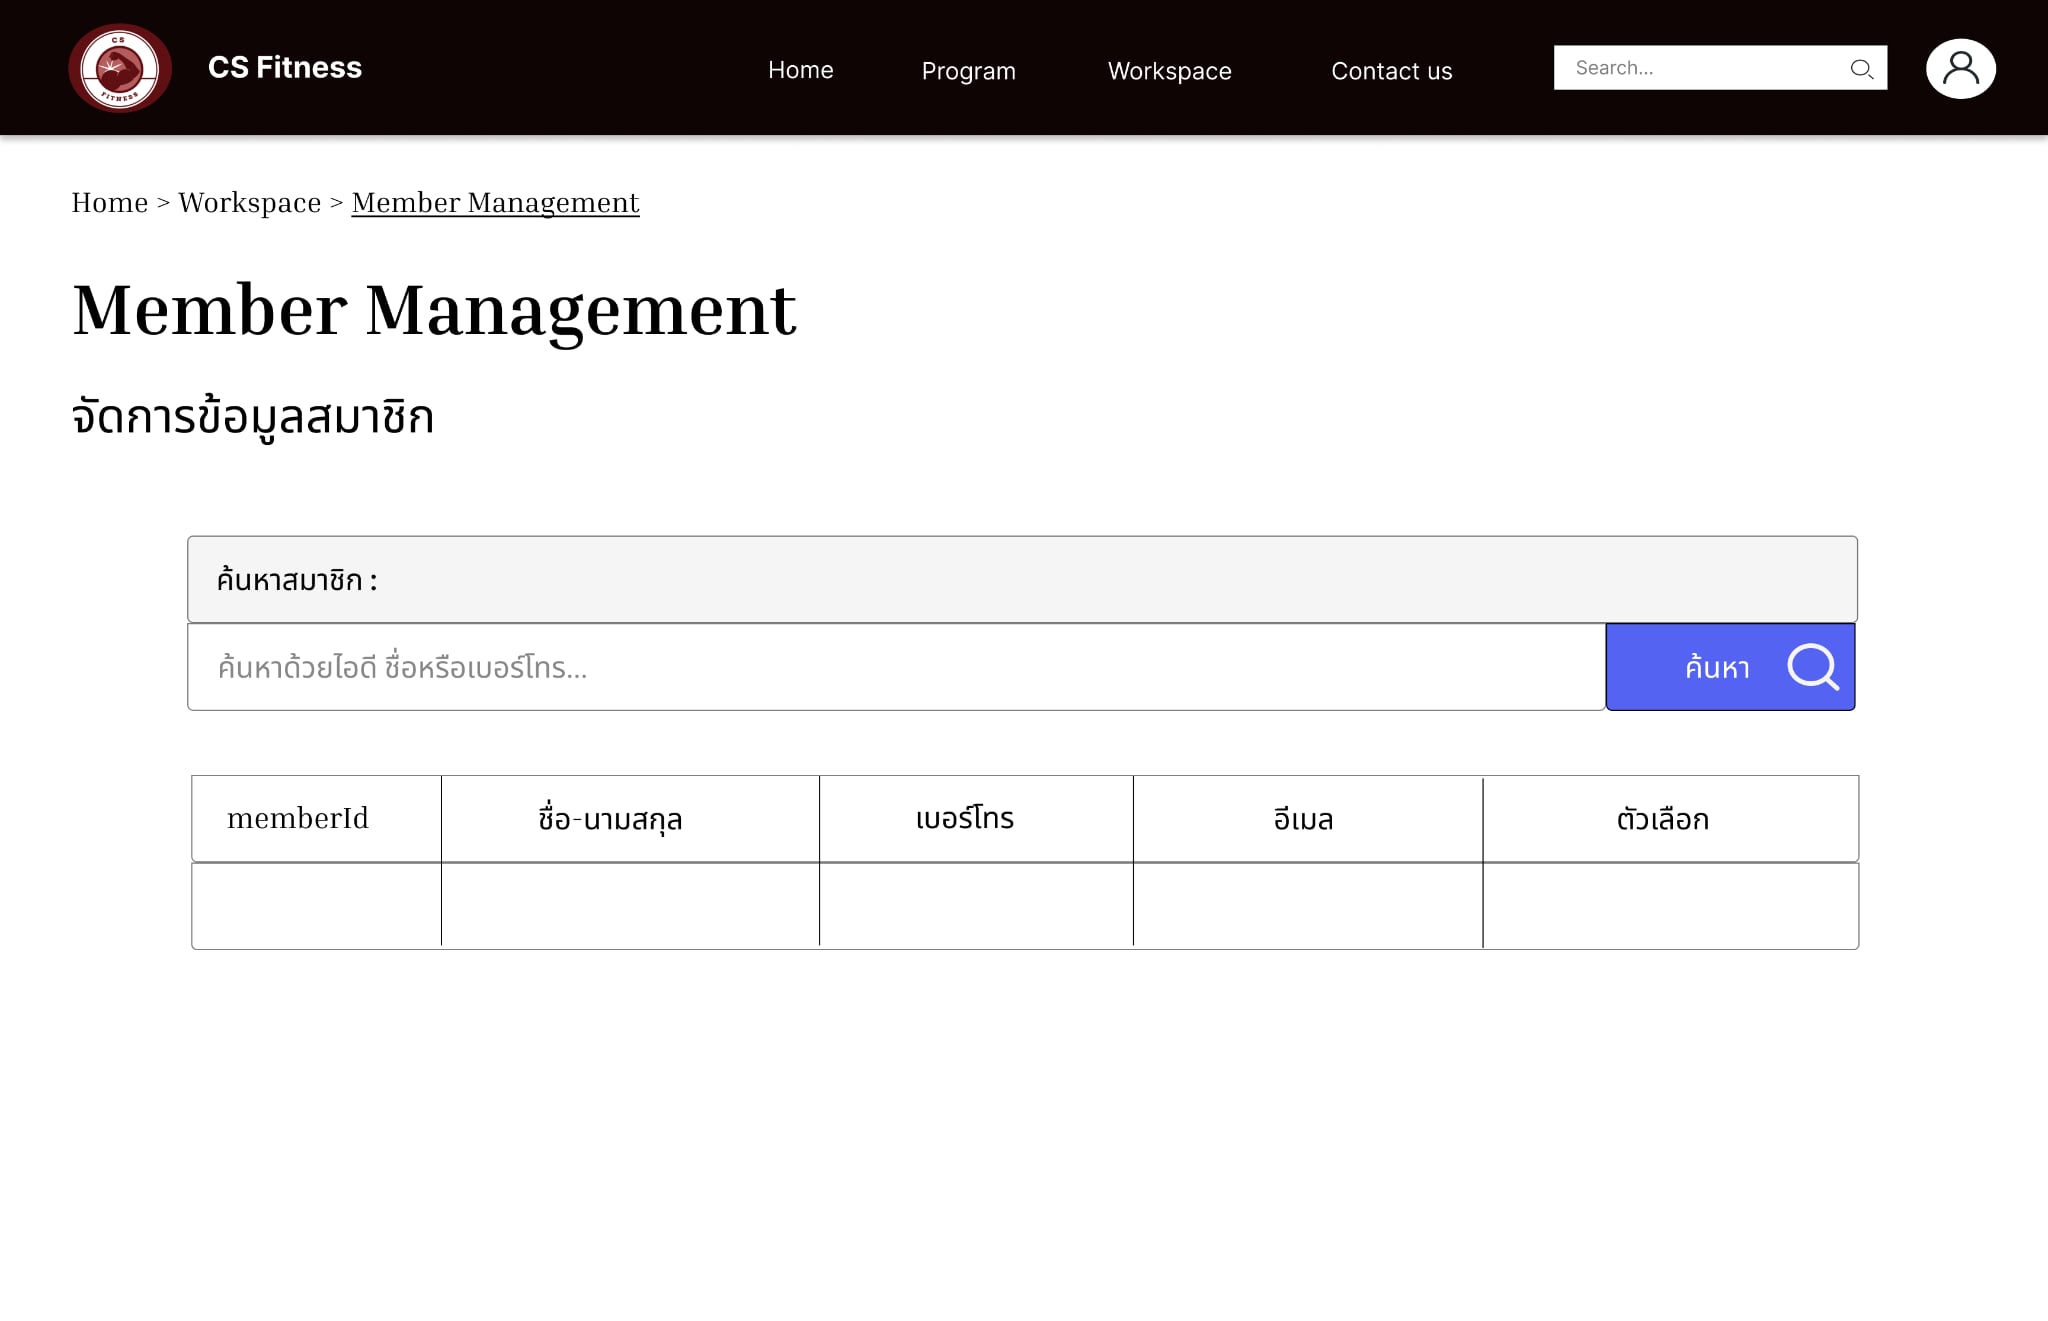 CS
FITNESS
CS Fitness
Home
Program
Workspace
Contact us
Search...
Home > Workspace > Member Management
Member Management
จัดการข้อมูลสมาชิก
ค้นหาสมาชิก :
ค้นหาด้วยไอดี ชื่อหรือเบอร์โทร...
ค้นหา
memberId
ชื่อ-นามสกุล
เบอร์โทร
อีเมล
ตัวเลือก